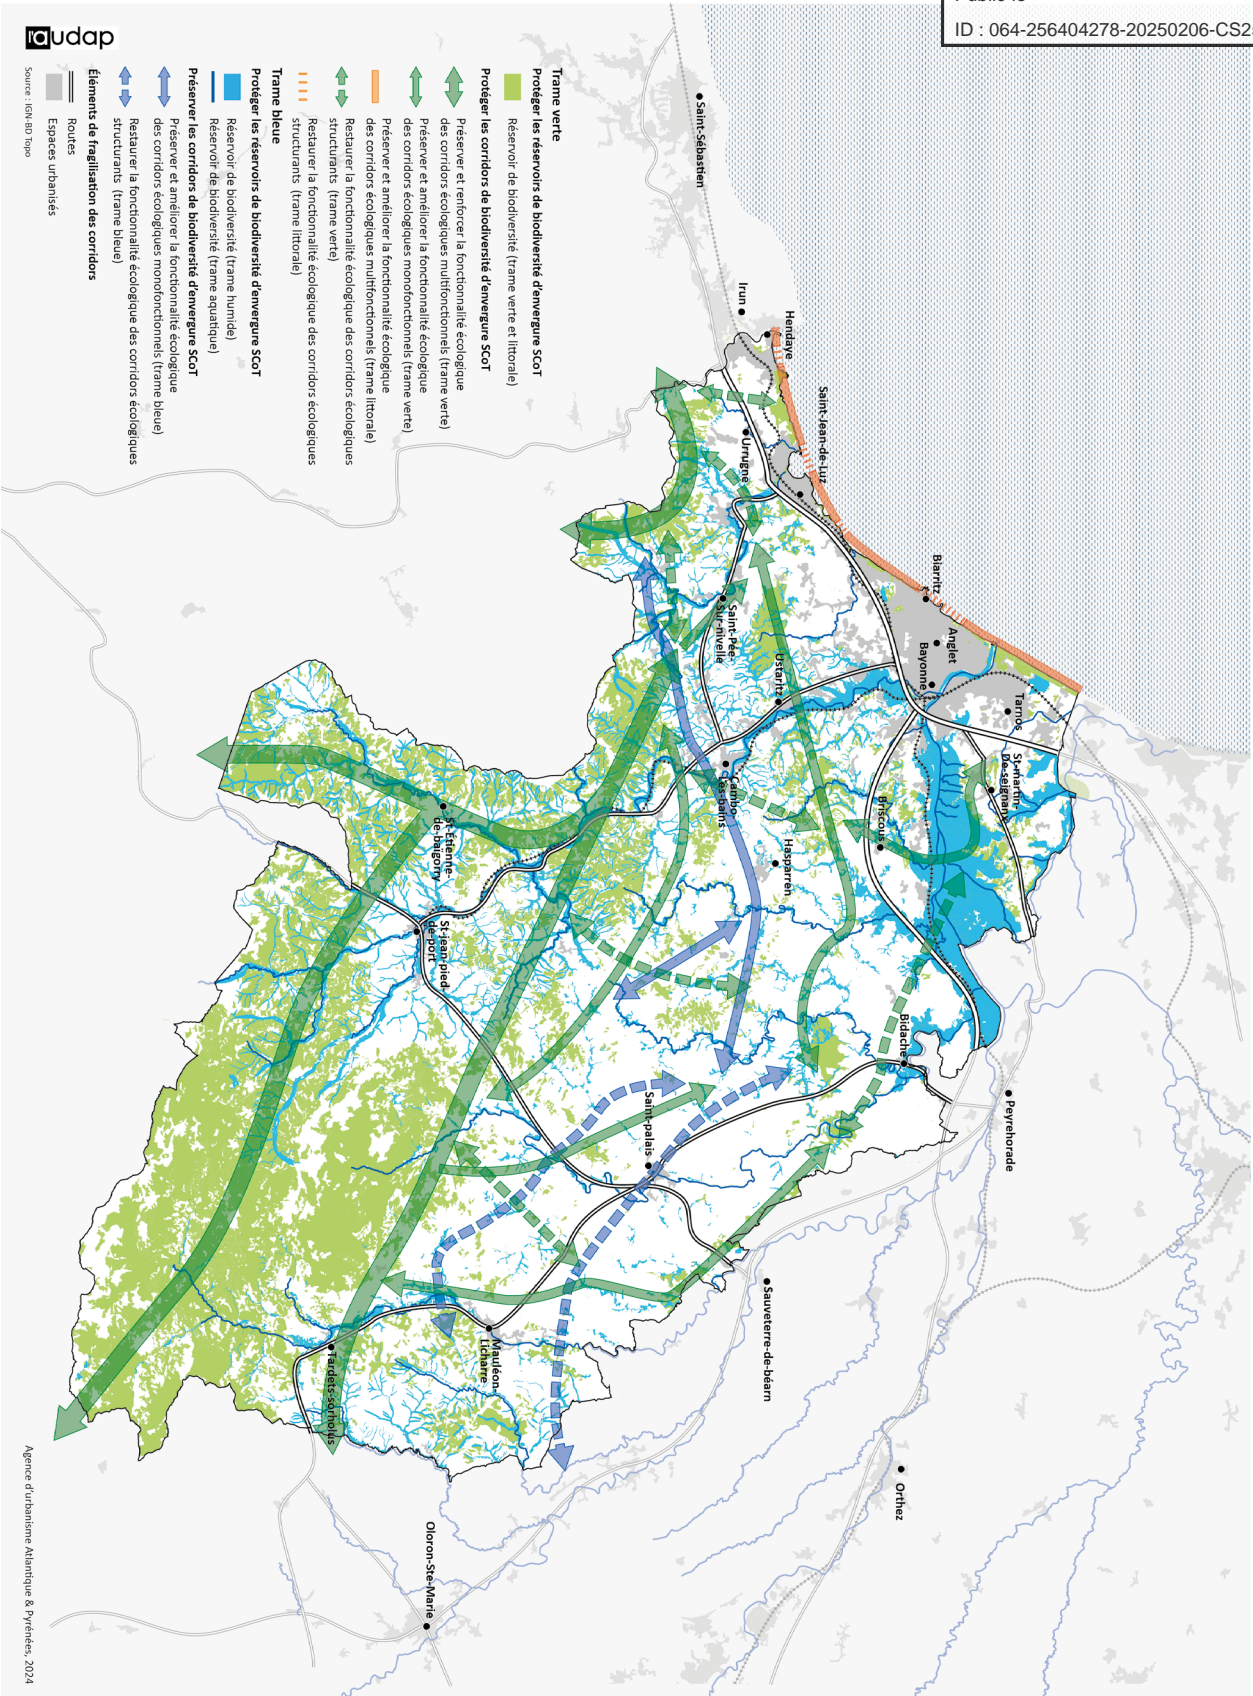 Publié le
ID : 064-256404278-20250206-CS2
l'audap
Trame verte
Protéger les réservoirs de biodiversité d'envergure SCoT
Réservoir de biodiversité (trame verte et littorale)
Protéger les corridors de biodiversité d'envergure SCoT
Préserver et renforcer la fonctionnalité écologique
des corridors écologiques multifonctionnels (trame verte)
Préserver et améliorer la fonctionnalité écologique
des corridors écologiques monofonctionnels (trame verte)
Préserver et améliorer la fonctionnalité écologique
des corridors écologiques multifonctionnels (trame littorale)
Restaurer la fonctionnalité écologique des corridors écologiques
structurants (trame verte)
Restaurer la fonctionnalité écologique des corridors écologiques
structurants (trame littorale)
Trame bleue
Protéger les réservoirs de biodiversité d'envergure SCoT
Réservoir de biodiversité (trame humide)
Réservoir de biodiversité (trame aquatique)
Préserver les corridors de biodiversité d'envergure SCoT
Préserver et améliorer la fonctionnalité écologique
des corridors écologiques monofonctionnels (trame bleue)
Restaurer la fonctionnalité écologique des corridors écologiques
structurants (trame bleue)
Éléments de fragilisation des corridors
Routes
Espaces urbanisés
Source : IGN-BD Topo
Saint-Sébastien
Irun
Hendaye
Saint-Jean-de-Luz
Urrugne
Biarritz
Anglet
Bayonne
Tarnos
St-martin-
De-seignanx
Saint-Pée-
Sur-nivelle
Ustaritz
Cambo
-les-bains
Briscous
Hasparren
St-Étienne-
de-baïgorry
St-jean-pied-
de-port
Bidache
Peyrehorade
Saint-palais
Sauveterre-de-béarn
Mauléon-
Licharre
Tardets-sorholus
Orthez
Oloron-Ste-Marie
Agence d'urbanisme Atlantique & Pyrénées, 2024